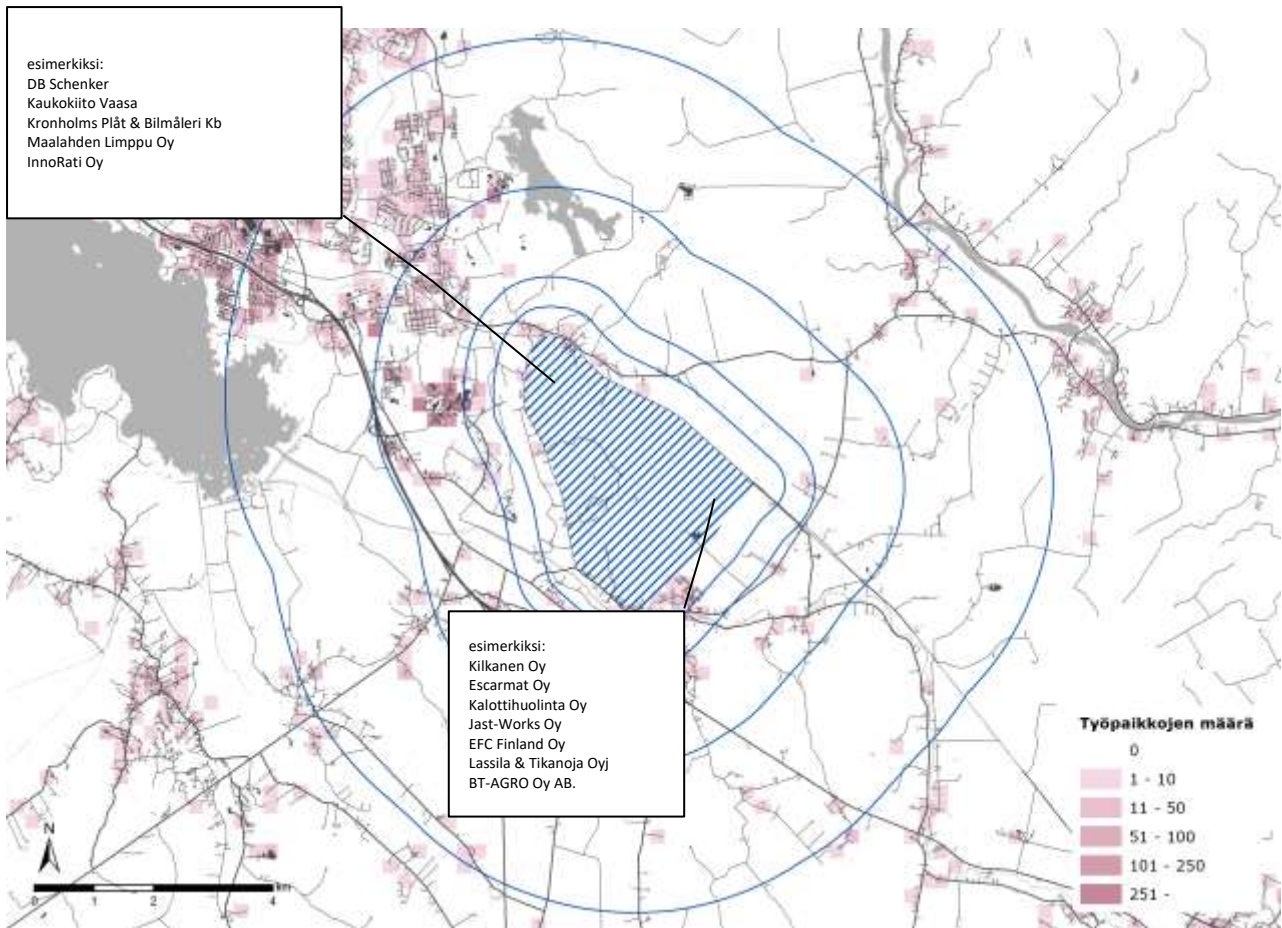 esimerkiksi:
DB Schenker
Kaukokiito Vaasa
Kronholms Plåt & Bilmåleri Kb
Maalahden Limppu Oy
InnoRati Oy
esimerkiksi:
Kilkanen Oy
Escarmat Oy
Kalottihuolinta Oy
Jast-Works Oy
EFC Finland Oy
Lassila & Tikanoja Oyj
BT-AGRO Oy AB.
Työpaikkojen määrä
0
1 - 10
11 - 50
51 - 100
101 - 250
251 -
N
km
0 1 2 4